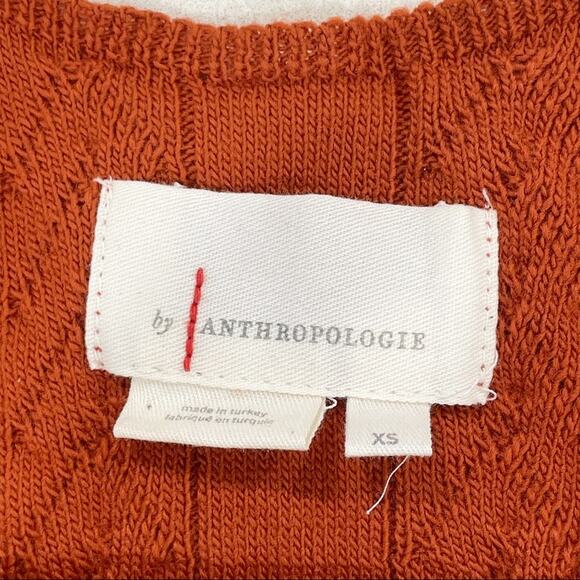 by ANTHROPOLOGIE
made in turkey
fabriqué en turquie
XS